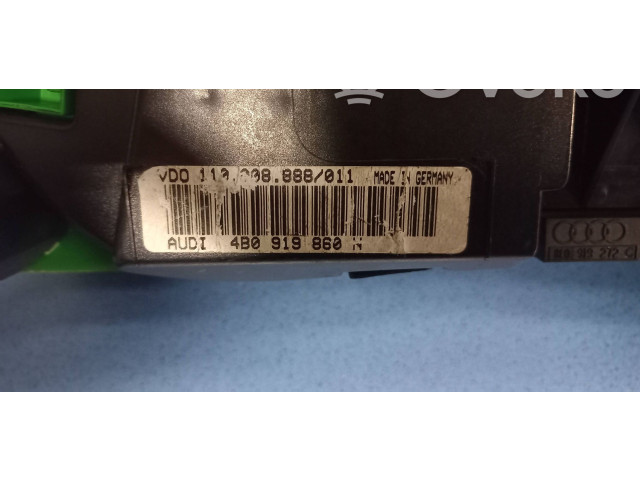 VDO 110.008.888/011 MADE IN GERMANY
AUDI 4B0 919 860 N